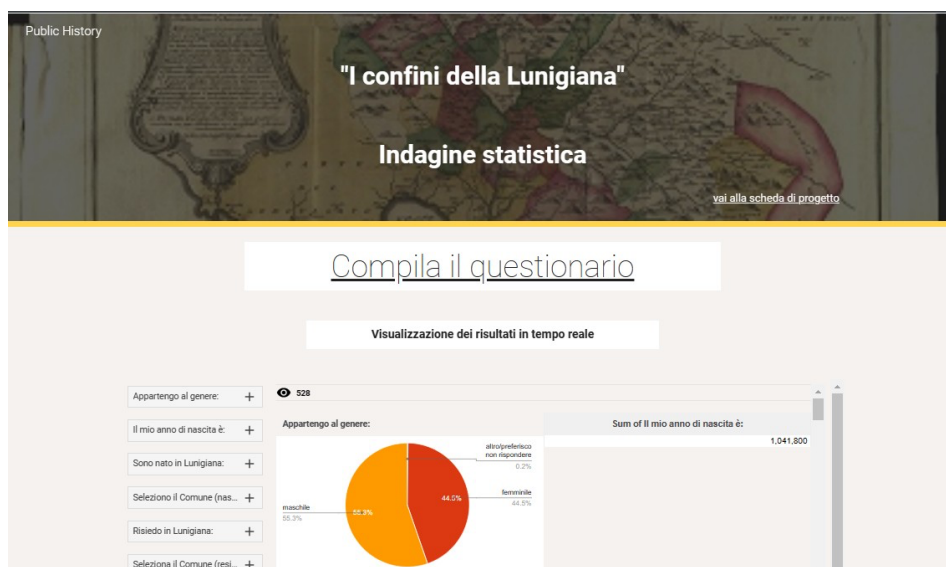 Public History
"I confini della Lunigiana"
Indagine statistica
vai alla scheda di progetto
Compila il questionario
Visualizzazione dei risultati in tempo reale
Appartengo al genere: +
Il mio anno di nascita è: +
Sono nato in Lunigiana: +
Seleziono il Comune (nas... +
Risiedo in Lunigiana: +
Seleziona il Comune (resi... +
528
Appartengo al genere:
altro/preferisco
non rispondere
0.2%
femminile
44.5%
44.5%
maschile
55.3%
55.3%
Sum of Il mio anno di nascita è:
1,041,800